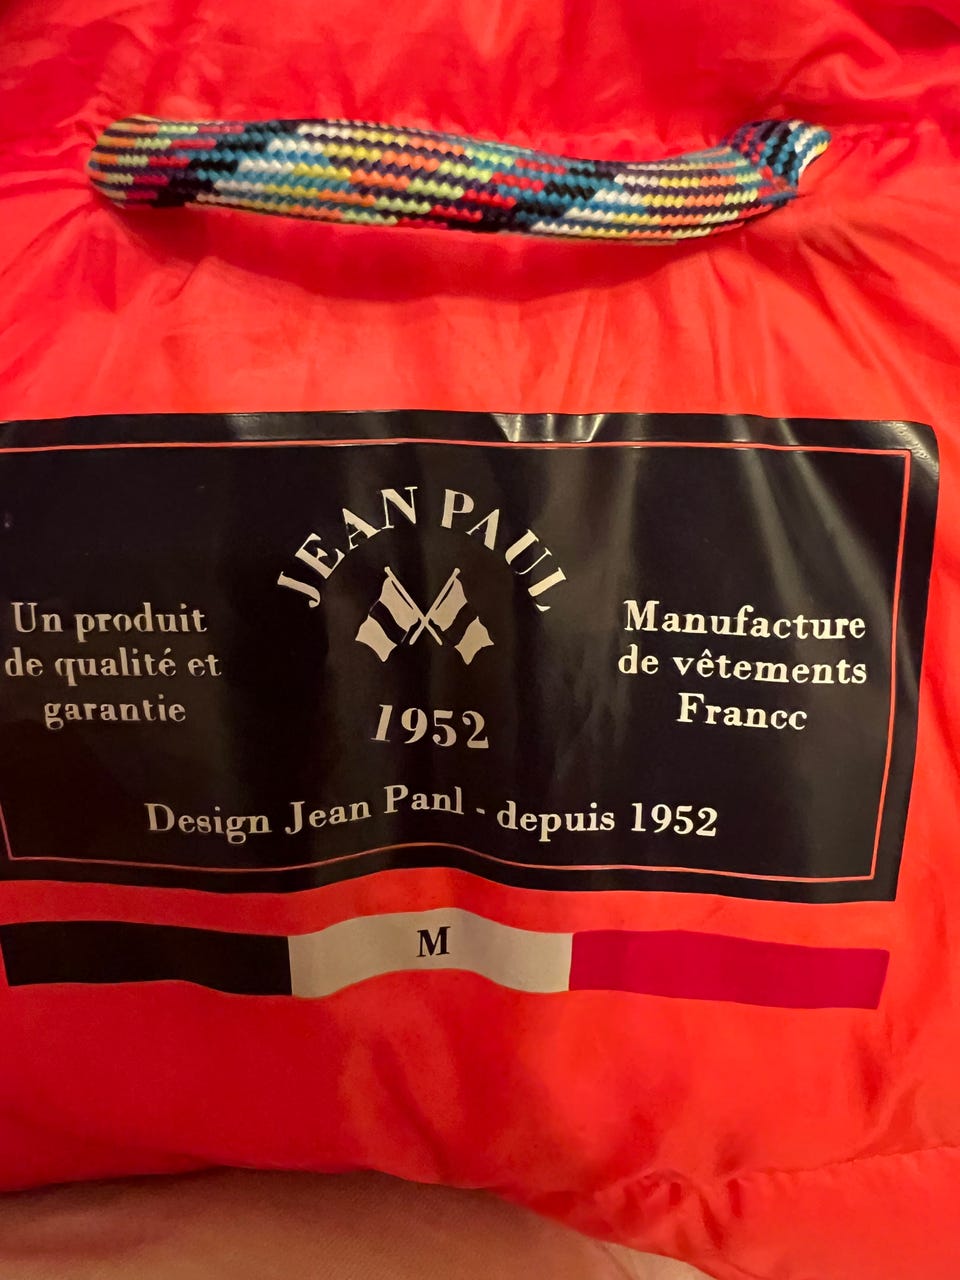 JEAN PAUL
Un produit
de qualité et
garantie
1952
Manufacture
de vêtements
Francc
Design Jean Panl - depuis 1952
M